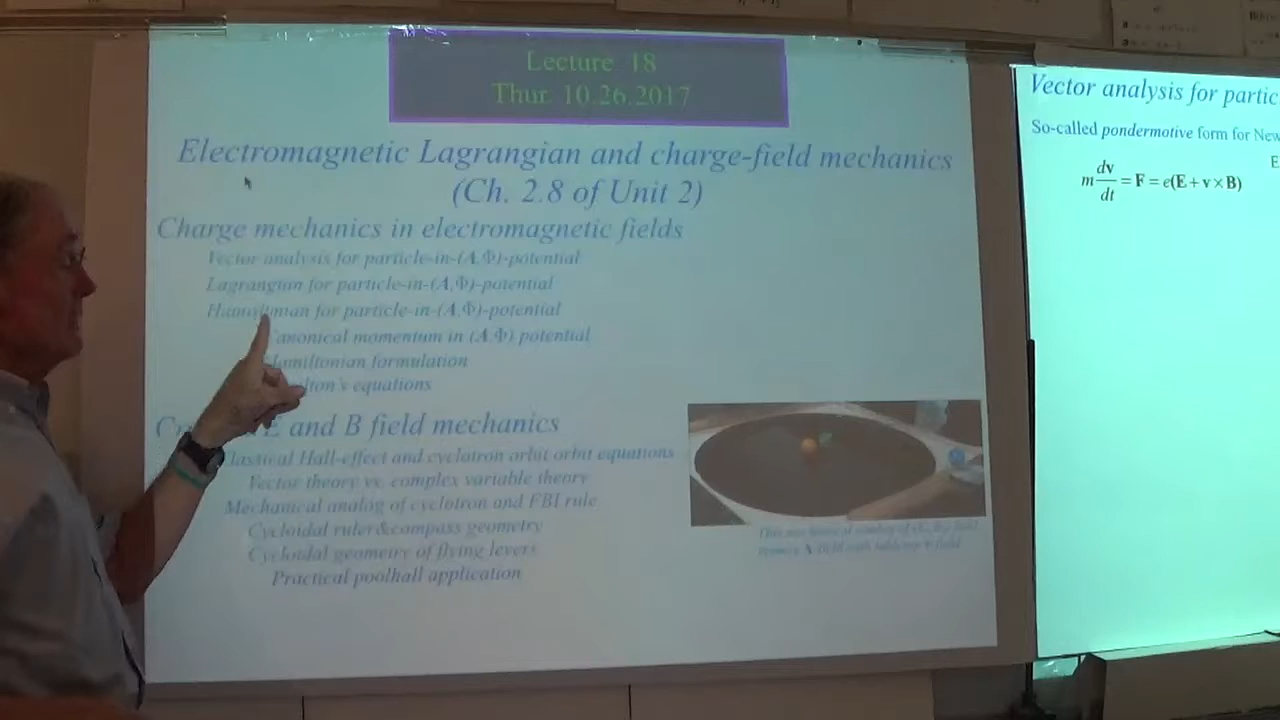 Lecture 18
Thur. 10.26.2017
Electromagnetic Lagrangian and charge-field mechanics
(Ch. 2.8 of Unit 2)
Charge mechanics in electromagnetic fields
Vector analysis for particle-in-(A,Φ)-potential
Lagrangian for particle-in-(A,Φ)-potential
Hamiltonian for particle-in-(A,Φ)-potential
anonical momentum in (A,Φ) potential
Hamiltonian formulation
lton's equations
C E and B field mechanics
Classical Hall-effect and cyclotron orbit orbit equations
Vector theory vs. complex variable theory
Mechanical analog of cyclotron and FBI rule
Cycloidal ruler&compass geometry
Cycloidal geometry of flying levers
Practical poolhall application
Vector analysis for partic
So-called pondermotive form for New
E
m dv/dt = F = e(E + v × B)